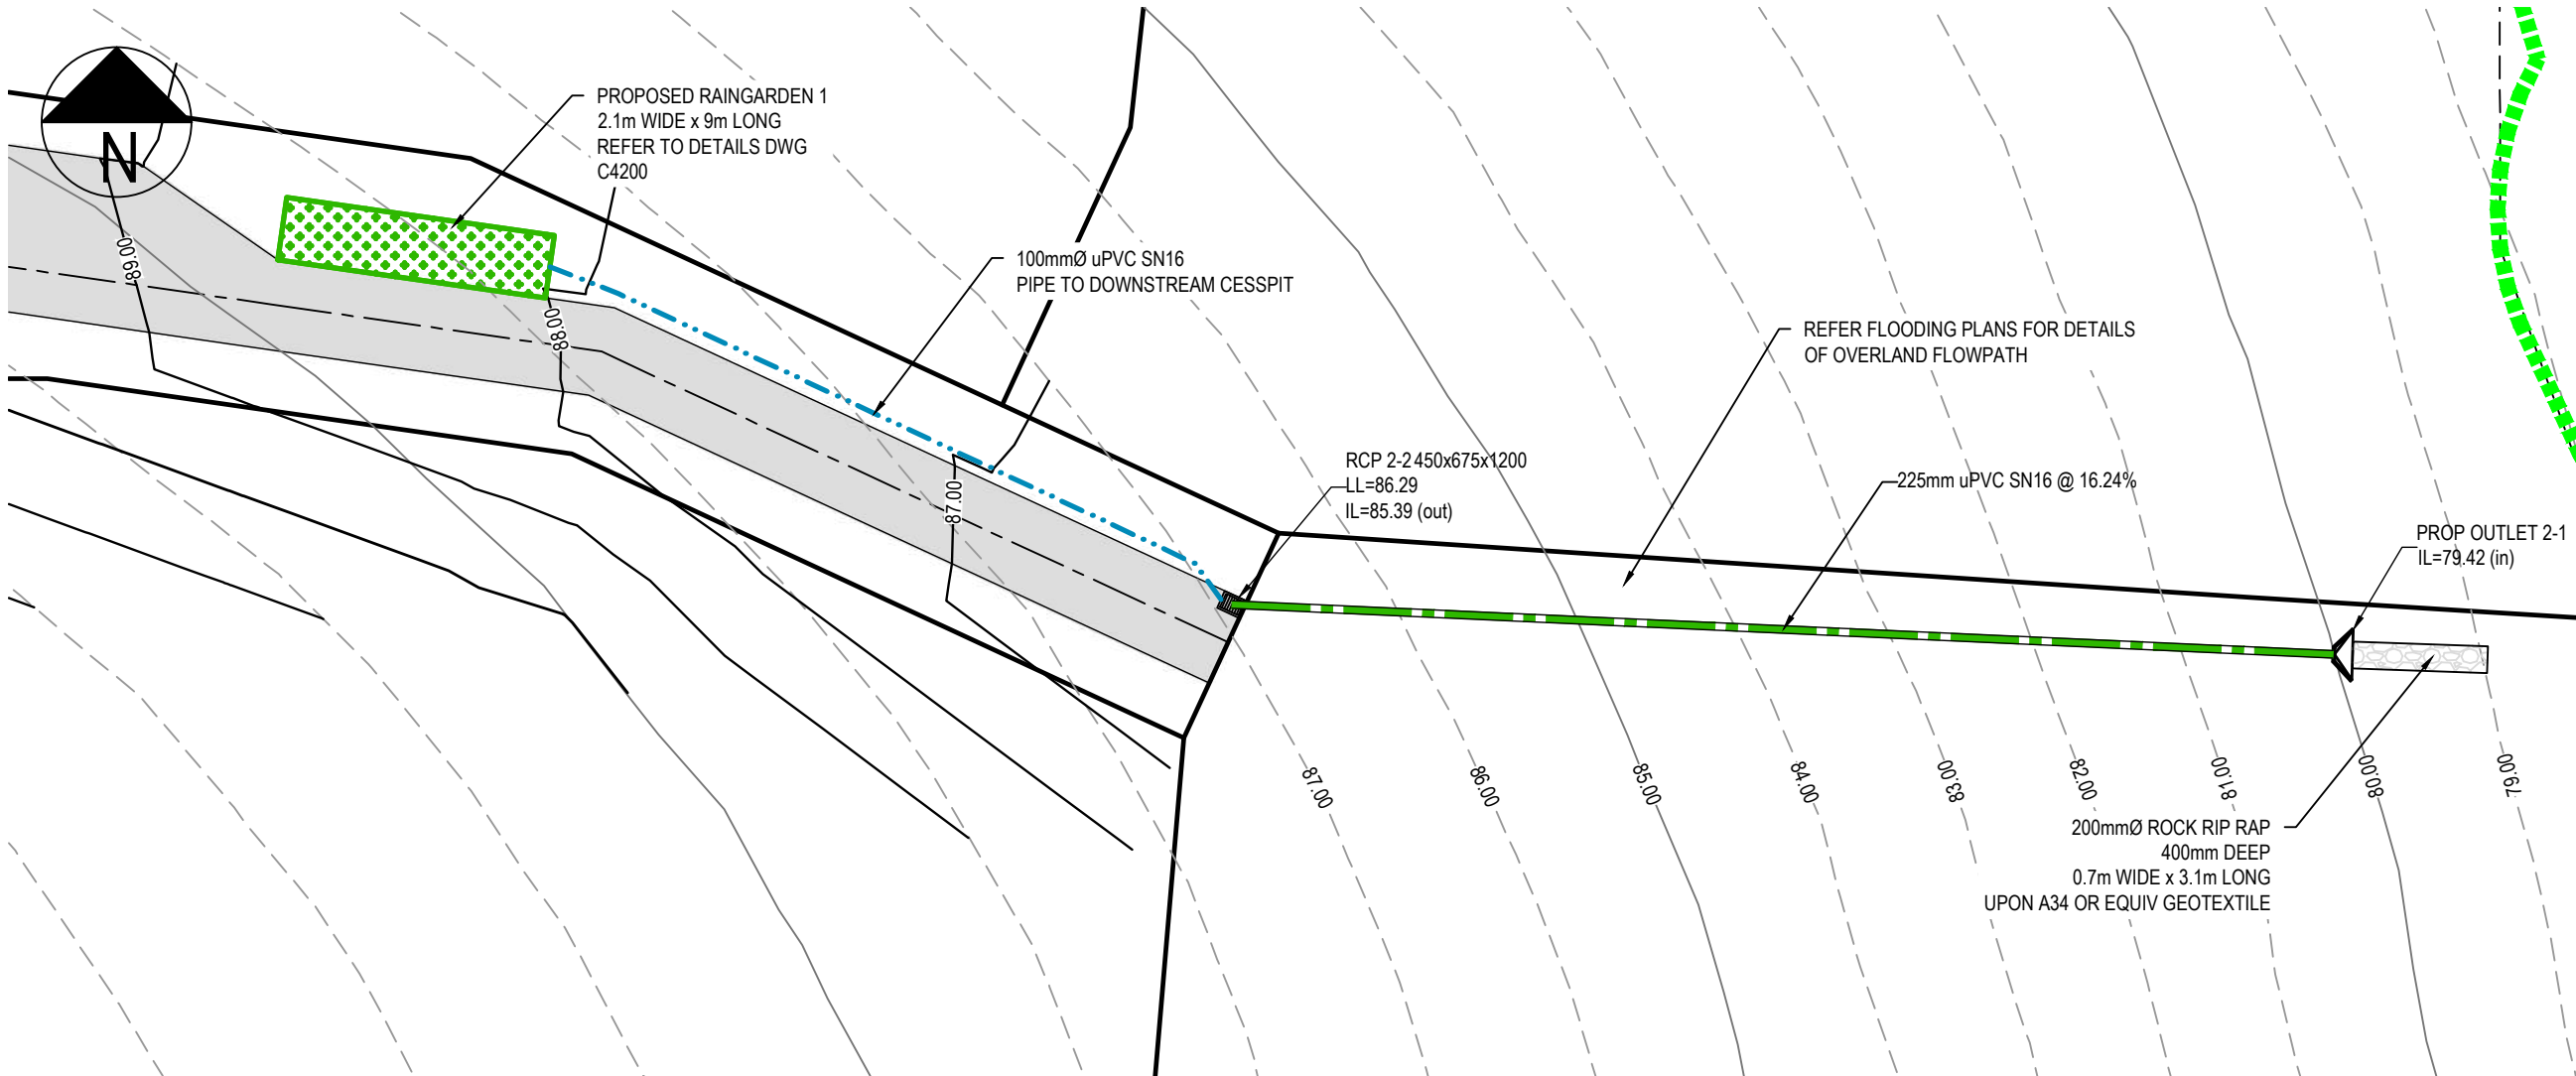 N
PROPOSED RAINGARDEN 1
2.1m WIDE x 9m LONG
REFER TO DETAILS DWG
C4200
100mmØ uPVC SN16
PIPE TO DOWNSTREAM CESSPIT
REFER FLOODING PLANS FOR DETAILS
OF OVERLAND FLOWPATH
RCP 2-2 450x675x1200
LL=86.29
IL=85.39 (out)
225mm uPVC SN16 @ 16.24%
PROP OUTLET 2-1
IL=79.42 (in)
89.00
88.00
87.00
87.00
86.00
85.00
84.00
83.00
82.00
81.00
80.00
79.00
200mmØ ROCK RIP RAP
400mm DEEP
0.7m WIDE x 3.1m LONG
UPON A34 OR EQUIV GEOTEXTILE